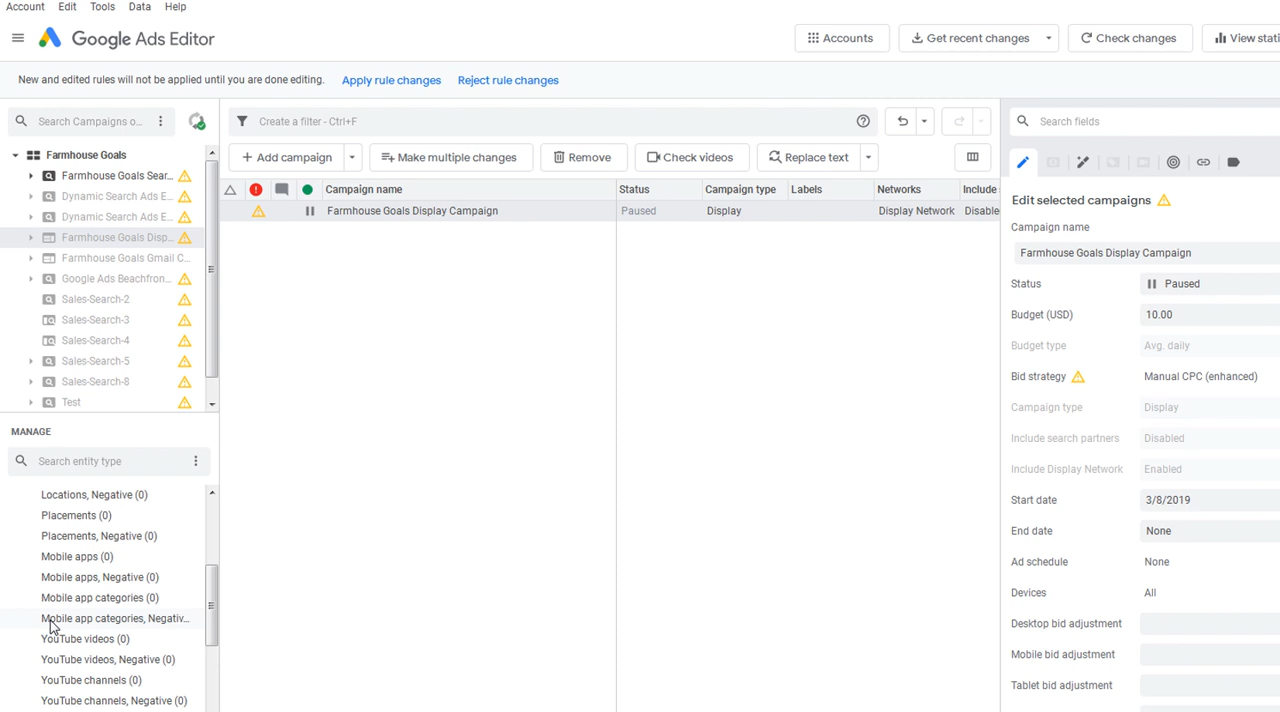 Account Edit Tools Data Help
Google Ads Editor
Accounts
Get recent changes
Check changes
View stati
New and edited rules will not be applied until you are done editing. Apply rule changes Reject rule changes
Search Campaigns o...
Create a filter - Ctrl+F
Search fields
+ Add campaign
Make multiple changes
Remove
Check videos
Replace text
Farmhouse Goals
Farmhouse Goals Sear...
Dynamic Search Ads E...
Dynamic Search Ads E...
Farmhouse Goals Disp...
Farmhouse Goals Gmail C...
Google Ads Beachfron...
Sales-Search-2
Sales-Search-3
Sales-Search-4
Sales-Search-5
Sales-Search-8
Test
Campaign name Status Campaign type Labels Networks Include
Farmhouse Goals Display Campaign Paused Display Display Network Disable
MANAGE
Search entity type
Locations, Negative (0)
Placements (0)
Placements, Negative (0)
Mobile apps (0)
Mobile apps, Negative (0)
Mobile app categories (0)
Mobile app categories, Negativ...
YouTube videos (0)
YouTube videos, Negative (0)
YouTube channels (0)
YouTube channels, Negative (0)
Edit selected campaigns
Campaign name
Farmhouse Goals Display Campaign
Status Paused
Budget (USD) 10.00
Budget type Avg. daily
Bid strategy Manual CPC (enhanced)
Campaign type Display
Include search partners Disabled
Include Display Network Enabled
Start date 3/8/2019
End date None
Ad schedule None
Devices All
Desktop bid adjustment
Mobile bid adjustment
Tablet bid adjustment